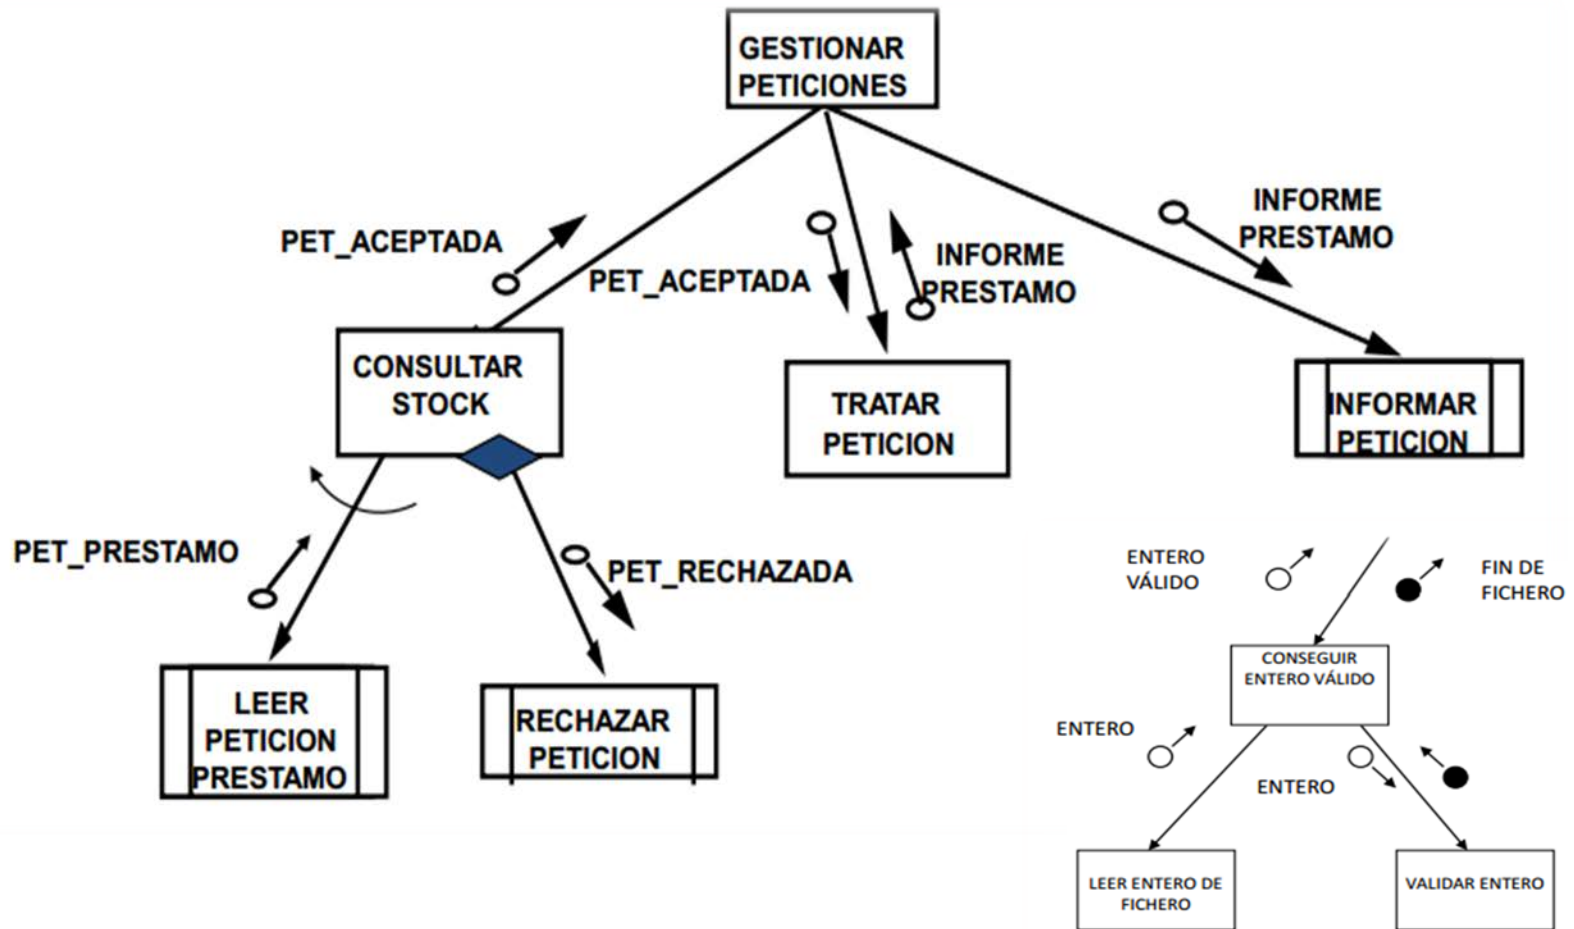 GESTIONAR
PETICIONES
PET_ACEPTADA
PET_ACEPTADA
INFORME
PRESTAMO
INFORME
PRESTAMO
CONSULTAR
STOCK
TRATAR
PETICION
INFORMAR
PETICION
PET_PRESTAMO
PET_RECHAZADA
LEER
PETICION
PRESTAMO
RECHAZAR
PETICION
ENTERO
VÁLIDO
FIN DE
FICHERO
CONSEGUIR
ENTERO VÁLIDO
ENTERO
ENTERO
LEER ENTERO DE
FICHERO
VALIDAR ENTERO